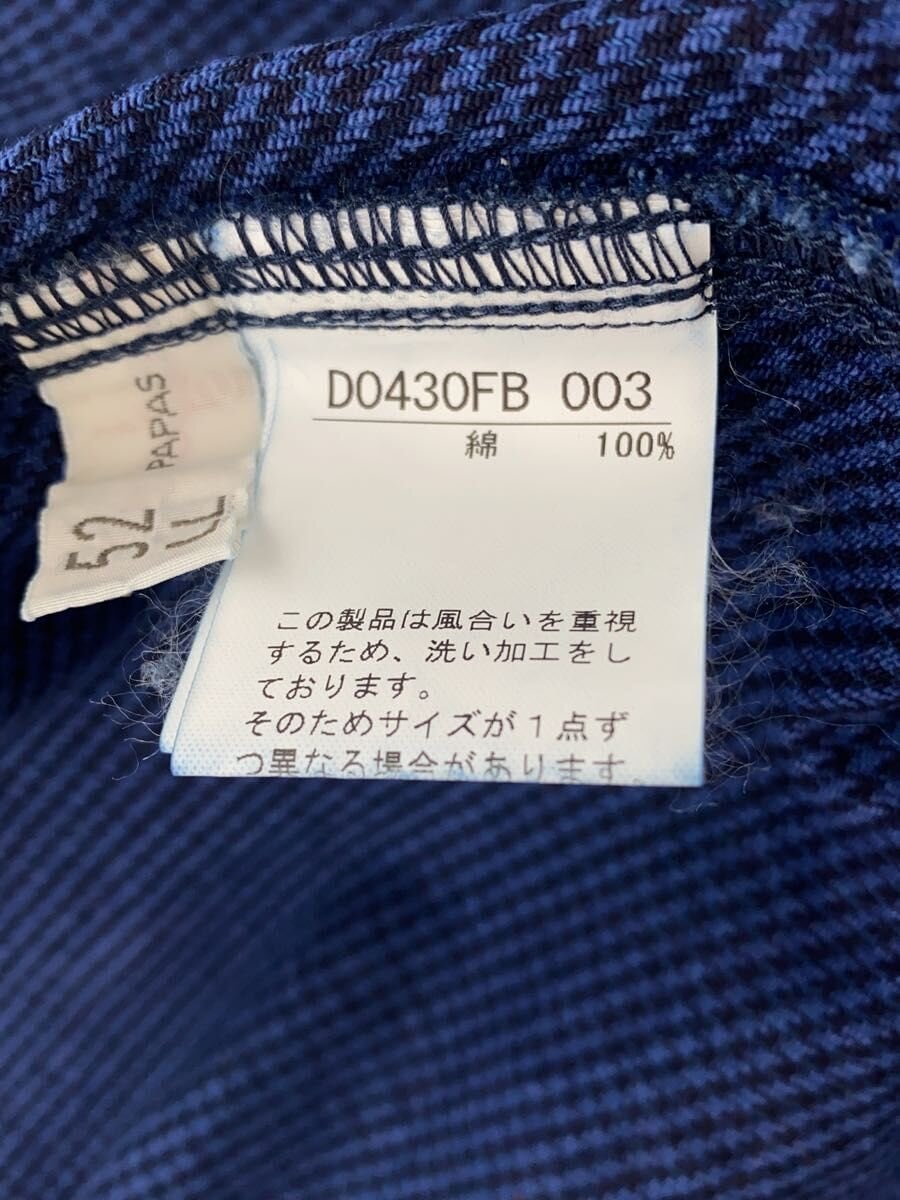 PAPAS
52
LL
D0430FB 003
綿 100%
この製品は風合いを重視
するため、洗い加工をし
ております。
そのためサイズが1点ず
つ異なる場合があります。